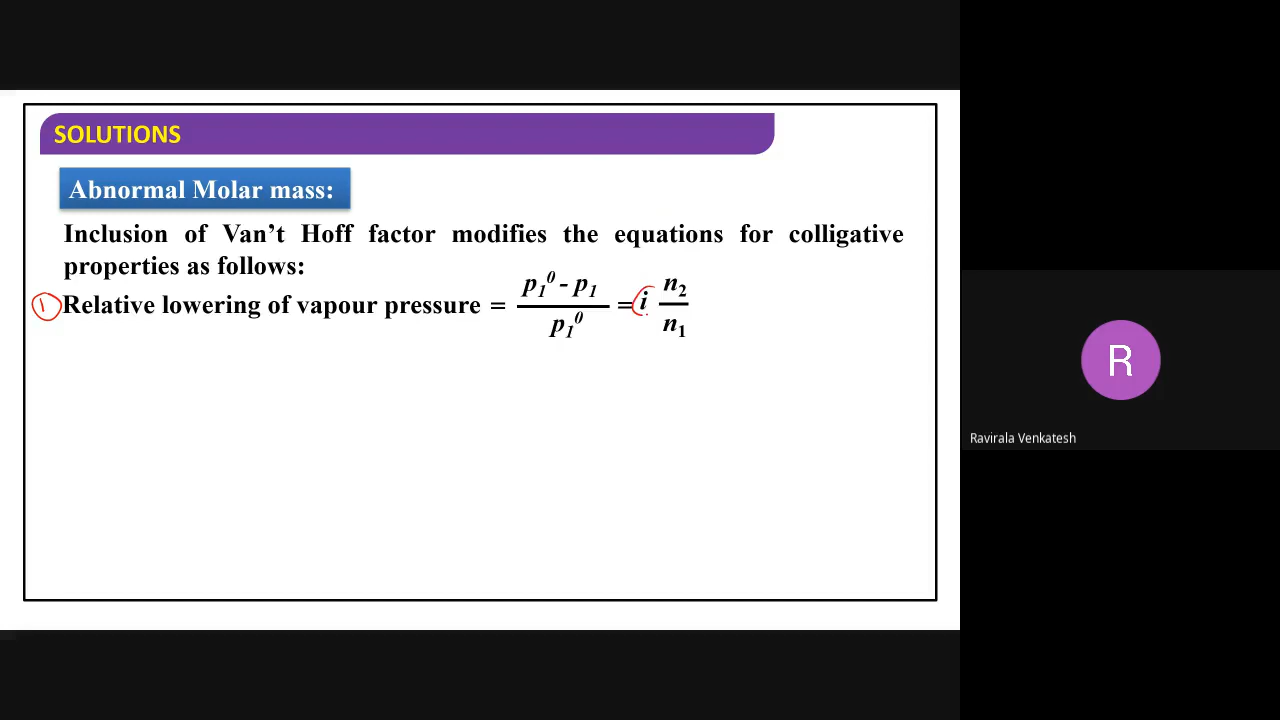 SOLUTIONS
Abnormal Molar mass:
Inclusion of Van't Hoff factor modifies the equations for colligative
properties as follows:
1 Relative lowering of vapour pressure = (p₁⁰ - p₁) / p₁⁰ = i n₂ / n₁
R
Ravirala Venkatesh